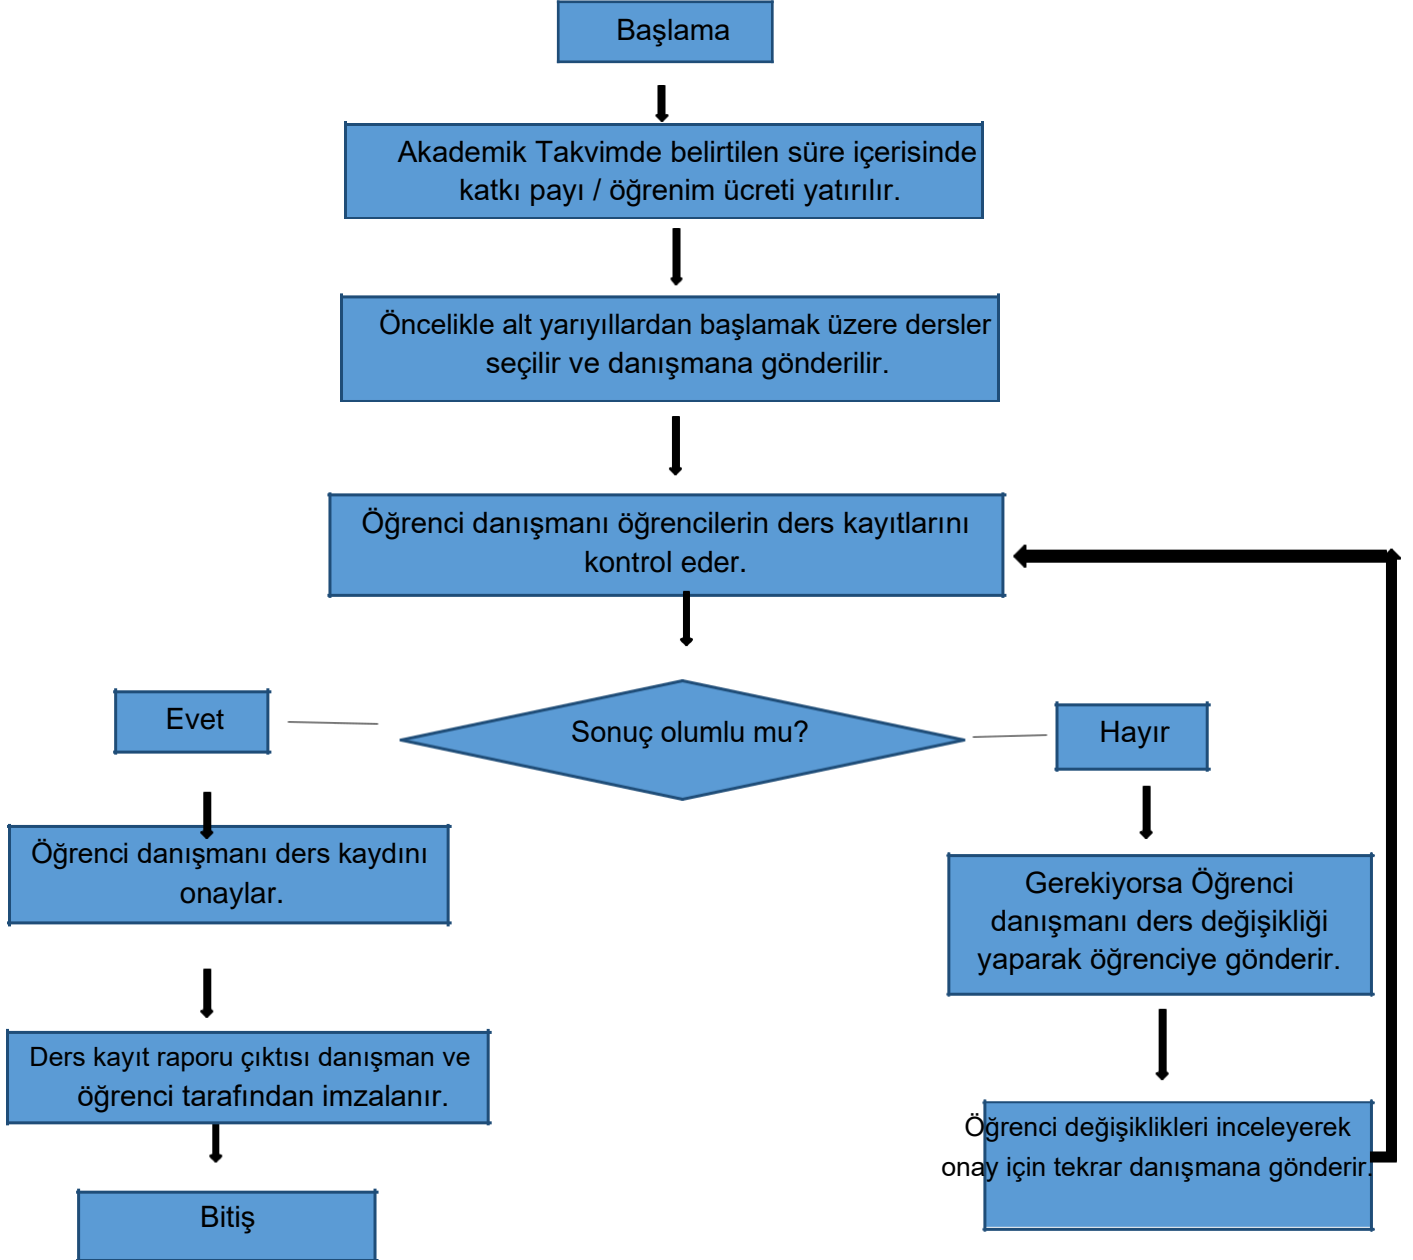 Başlama
Akademik Takvimde belirtilen süre içerisinde
katkı payı / öğrenim ücreti yatırılır.
Öncelikle alt yarıyıllardan başlamak üzere dersler
seçilir ve danışmana gönderilir.
Öğrenci danışmanı öğrencilerin ders kayıtlarını
kontrol eder.
Sonuç olumlu mu?
Evet
Öğrenci danışmanı ders kaydını
onaylar.
Ders kayıt raporu çıktısı danışman ve
öğrenci tarafından imzalanır.
Bitiş
Hayır
Gerekiyorsa Öğrenci
danışmanı ders değişikliği
yaparak öğrenciye gönderir.
Öğrenci değişiklikleri inceleyerek
onay için tekrar danışmana gönderir.